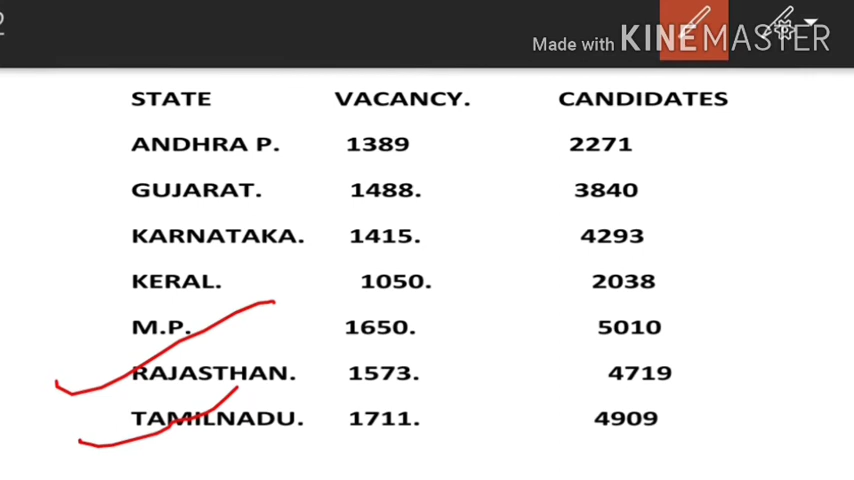 2
Made with KINEMASTER
STATE VACANCY. CANDIDATES
ANDHRA P. 1389 2271
GUJARAT. 1488. 3840
KARNATAKA. 1415. 4293
KERAL. 1050. 2038
M.P. 1650. 5010
RAJASTHAN. 1573. 4719
TAMILNADU. 1711. 4909